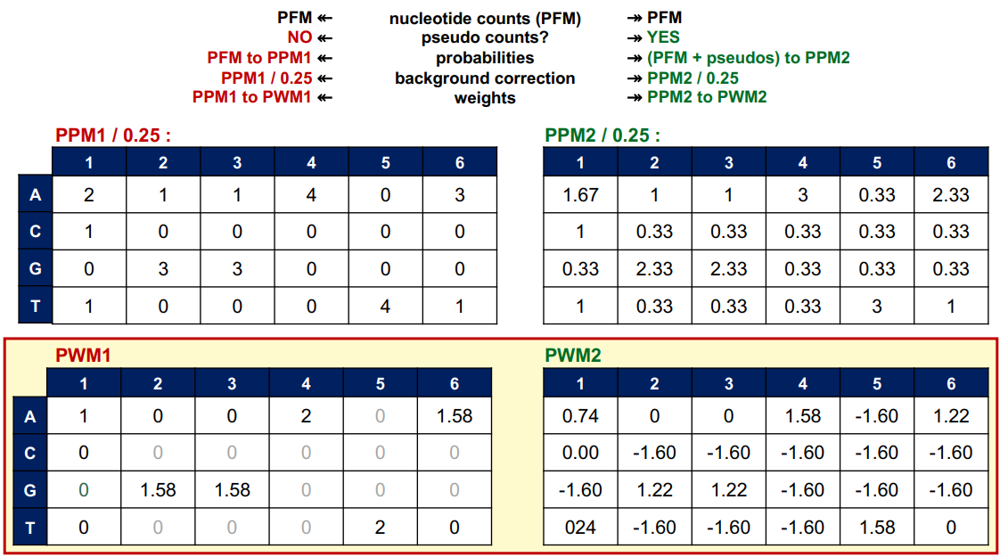 PFM ↞ nucleotide counts (PFM) ↠ PFM
NO ↞ pseudo counts? ↠ YES
PFM to PPM1 ↞ probabilities ↠ (PFM + pseudos) to PPM2
PPM1 / 0.25 ↞ background correction ↠ PPM2 / 0.25
PPM1 to PWM1 ↞ weights ↠ PPM2 to PWM2
PPM1 / 0.25 :
1 2 3 4 5 6
A 2 1 1 4 0 3
C 1 0 0 0 0 0
G 0 3 3 0 0 0
T 1 0 0 0 4 1
PPM2 / 0.25 :
1 2 3 4 5 6
1.67 1 1 3 0.33 2.33
1 0.33 0.33 0.33 0.33 0.33
0.33 2.33 2.33 0.33 0.33 0.33
1 0.33 0.33 0.33 3 1
PWM1
1 2 3 4 5 6
A 1 0 0 2 0 1.58
C 0 0 0 0 0 0
G 0 1.58 1.58 0 0 0
T 0 0 0 0 2 0
PWM2
1 2 3 4 5 6
0.74 0 0 1.58 -1.60 1.22
0.00 -1.60 -1.60 -1.60 -1.60 -1.60
-1.60 1.22 1.22 -1.60 -1.60 -1.60
024 -1.60 -1.60 -1.60 1.58 0